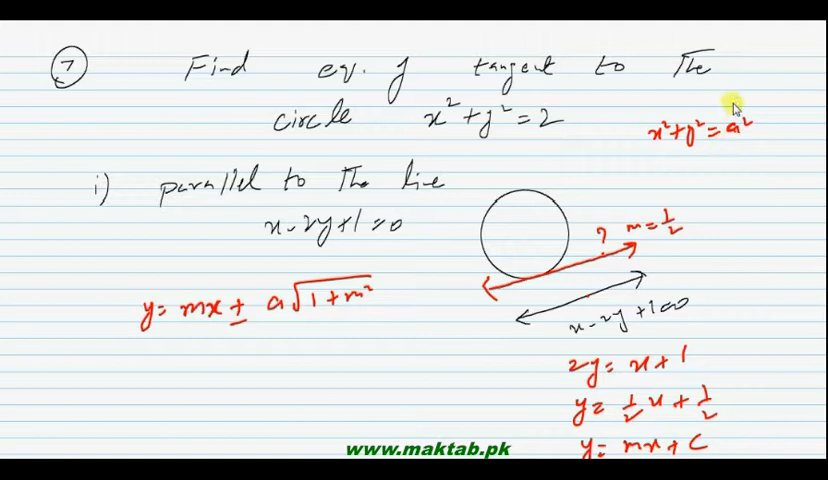 7 Find eq. of tangent to The
circle x² + y² = 2
x² + y² = a²
i) parallel to The line
x - 2y + 1 = 0
? m = 1/2
y = mx ± a√(1 + m²)
x - 2y + 1 = 0
2y = x + 1
y = 1/2 x + 1/2
y = mx + c
www.maktab.pk